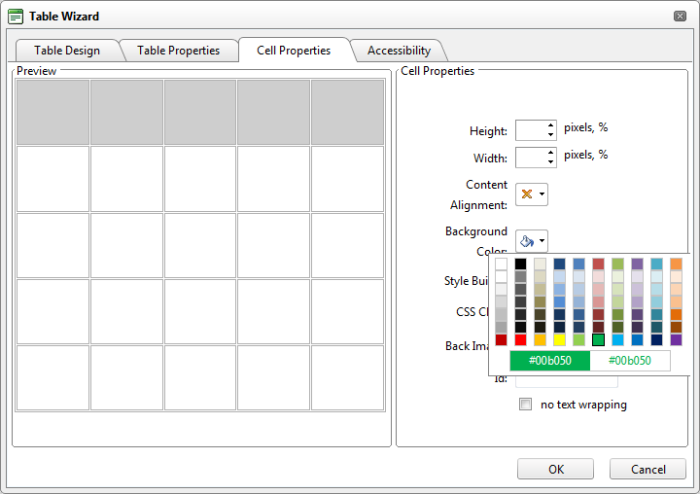 Table Wizard
Table Design
Table Properties
Cell Properties
Accessibility
Preview
Cell Properties
Height:
pixels, %
Width:
pixels, %
Content
Alignment:
Background
Color:
Style Bui
CSS Cl
Back Ima
#00b050
#00b050
Id:
no text wrapping
OK
Cancel